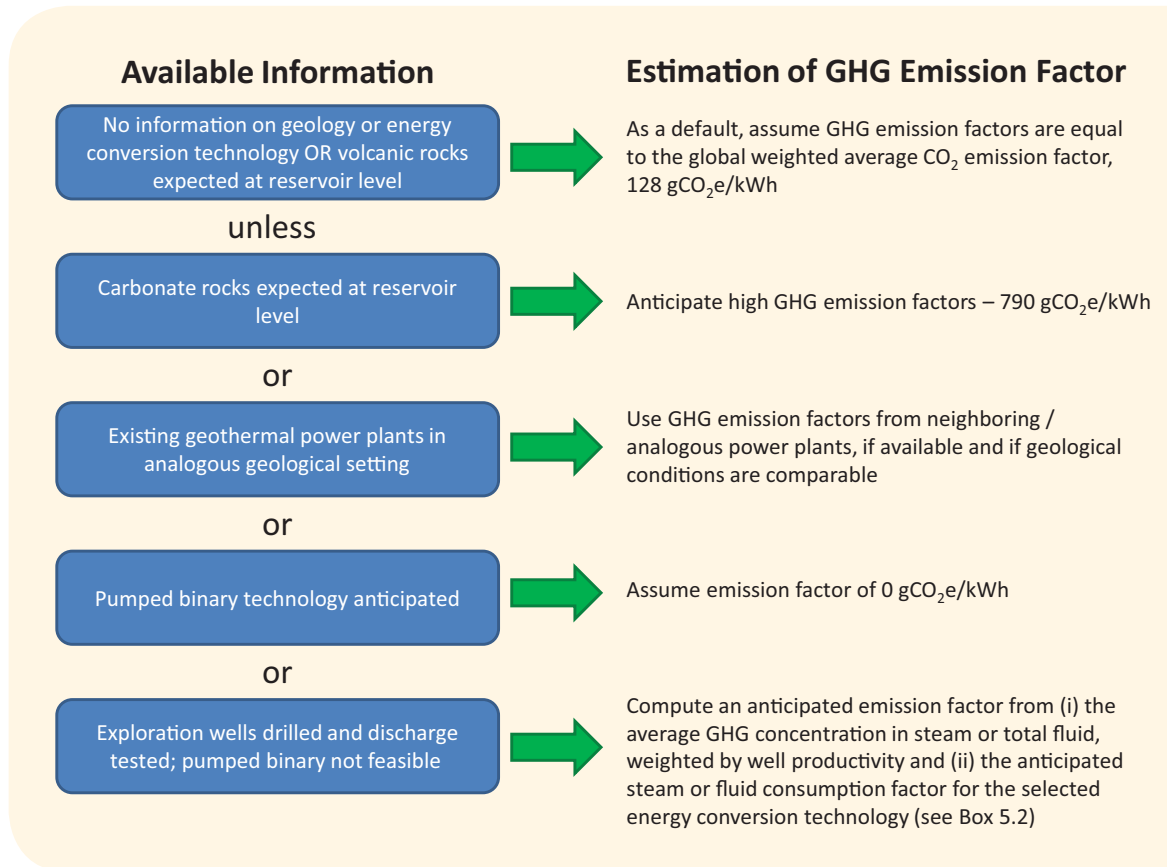 Available Information
Estimation of GHG Emission Factor
No information on geology or energy
conversion technology OR volcanic rocks
expected at reservoir level
As a default, assume GHG emission factors are equal
to the global weighted average CO₂ emission factor,
128 gCO₂e/kWh
unless
Carbonate rocks expected at reservoir
level
Anticipate high GHG emission factors – 790 gCO₂e/kWh
or
Existing geothermal power plants in
analogous geological setting
Use GHG emission factors from neighboring /
analogous power plants, if available and if geological
conditions are comparable
or
Pumped binary technology anticipated
Assume emission factor of 0 gCO₂e/kWh
or
Exploration wells drilled and discharge
tested; pumped binary not feasible
Compute an anticipated emission factor from (i) the
average GHG concentration in steam or total fluid,
weighted by well productivity and (ii) the anticipated
steam or fluid consumption factor for the selected
energy conversion technology (see Box 5.2)